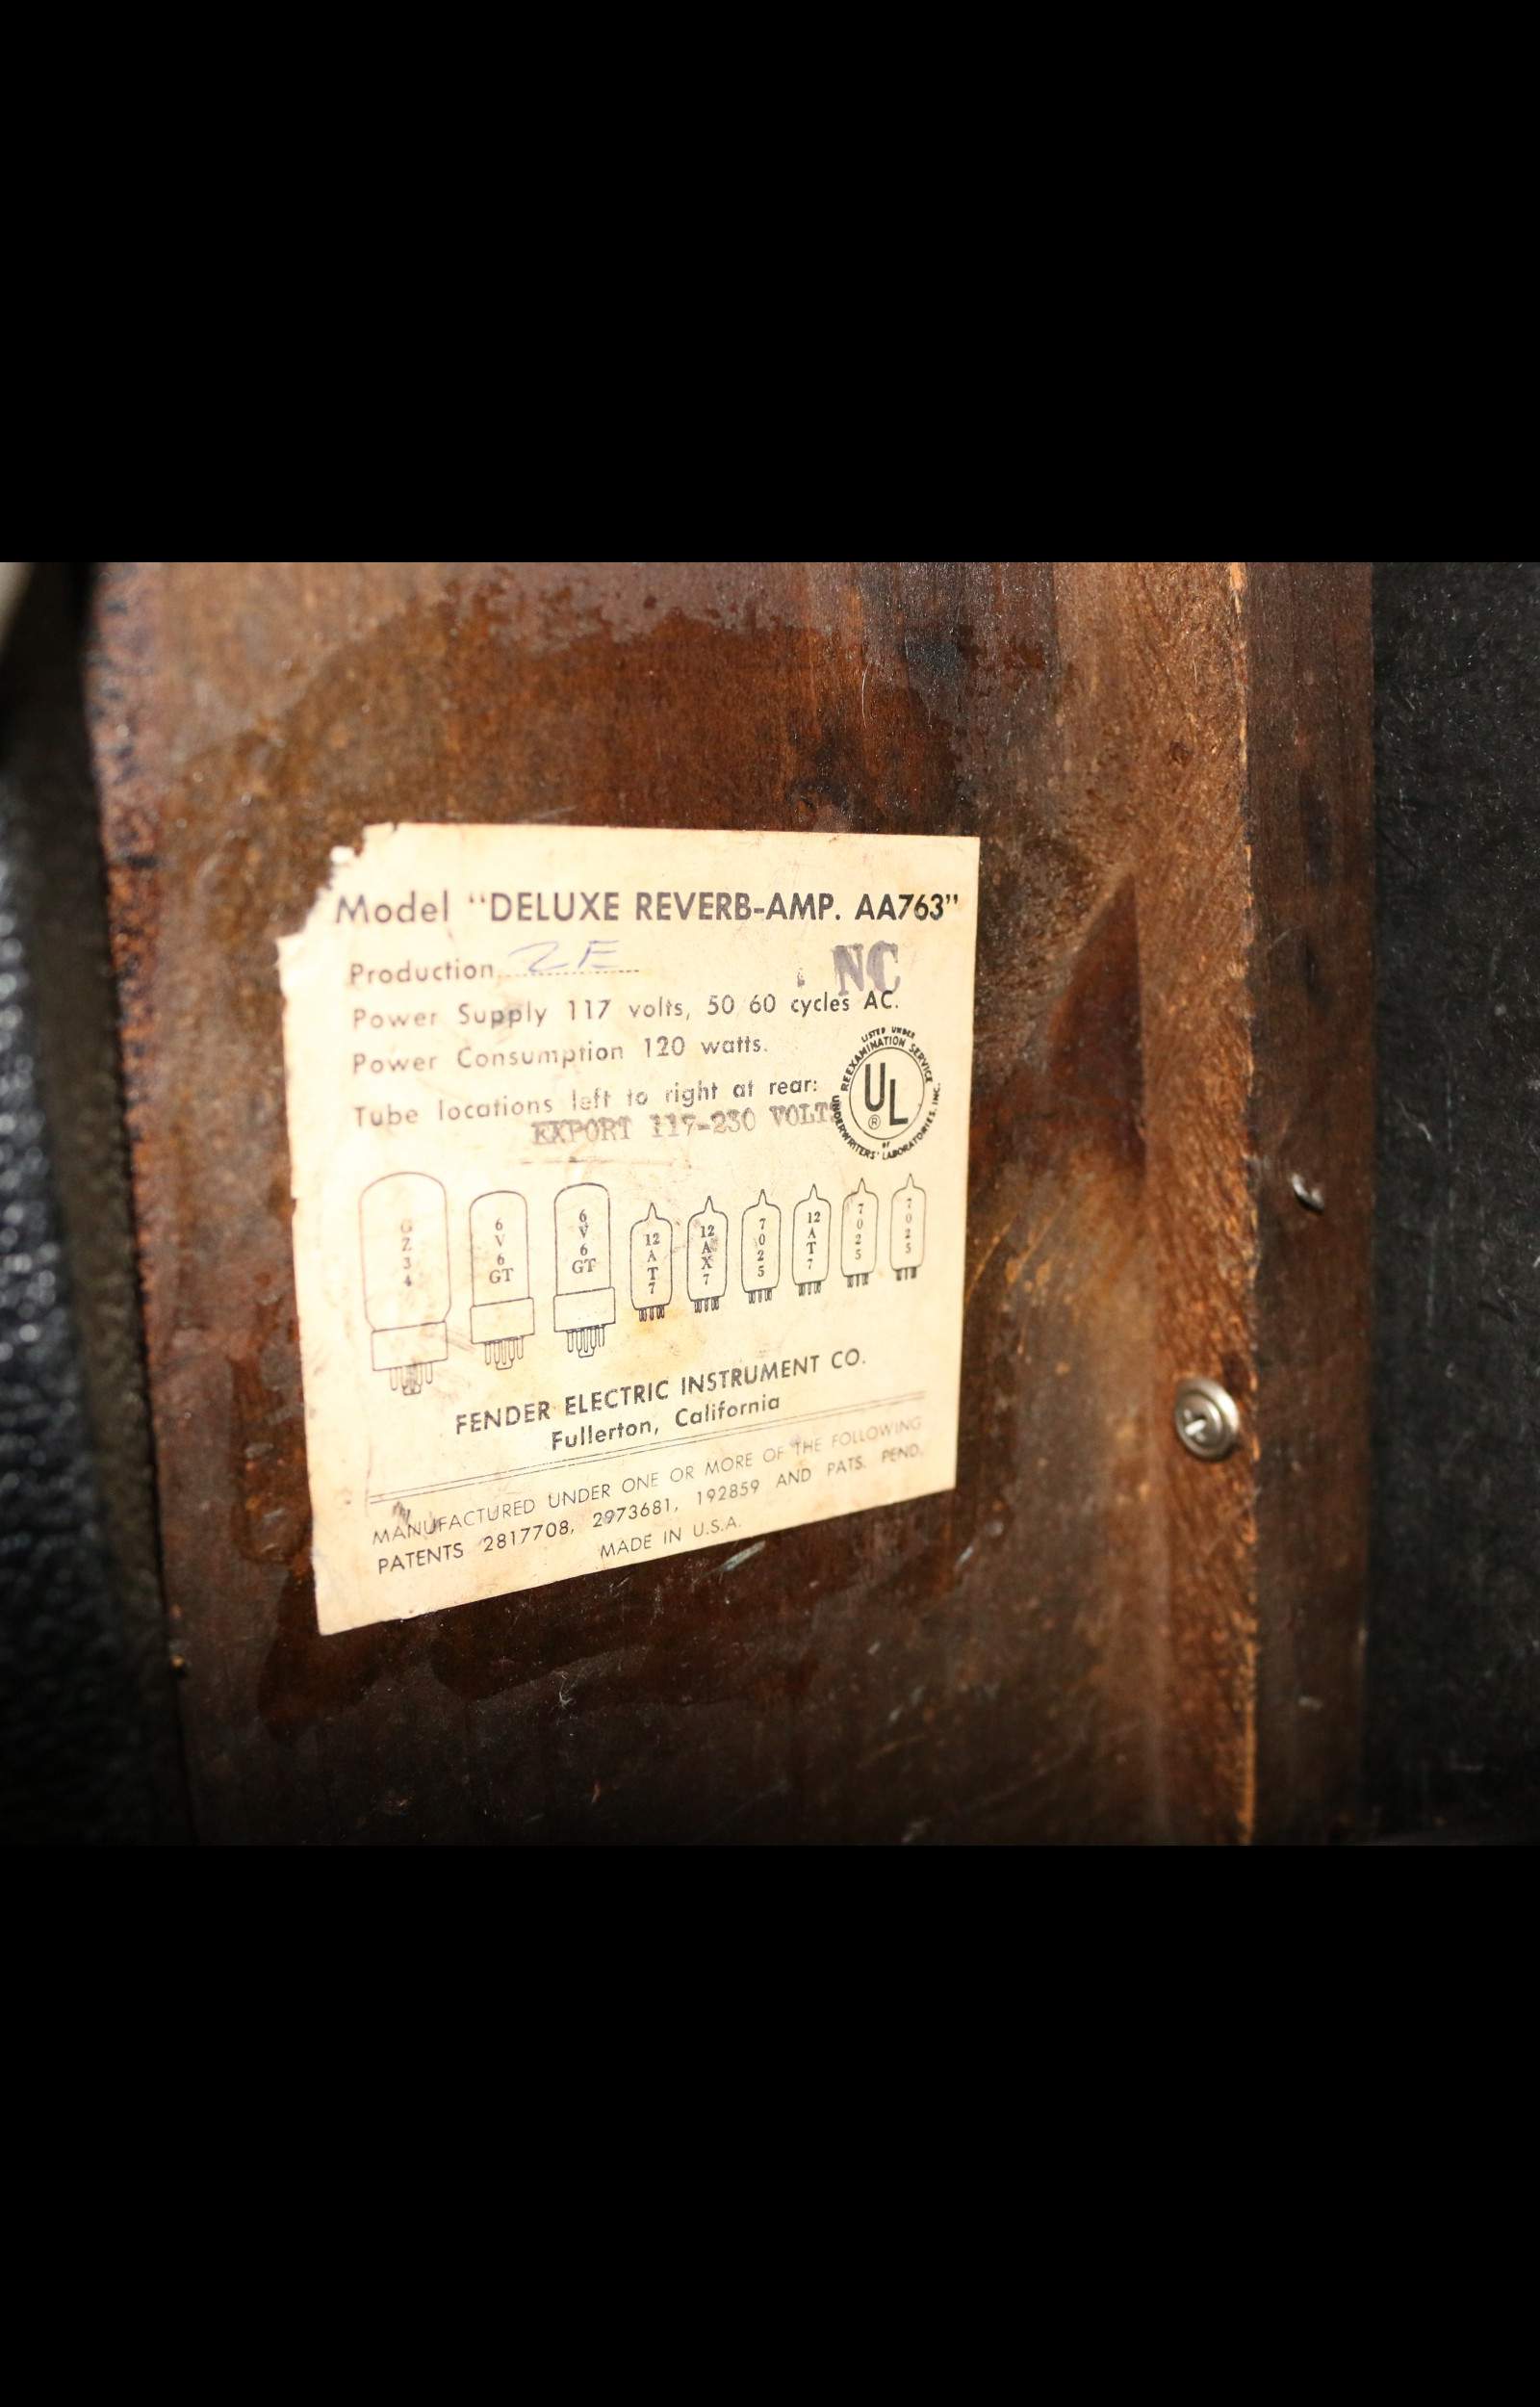 Model “DELUXE REVERB-AMP. AA763”
Production 2E
NC
Power Supply 117 volts, 50 60 cycles AC.
Power Consumption 120 watts.
Tube locations left to right at rear:
EXPORT 117-230 VOLTS
LISTED UNDER
REEXAMINATION SERVICE
UL
®
OF
UNDERWRITERS' LABORATORIES, INC.
GZ34
6V6GT
6V6GT
12AT7
12AX7
7025
12AT7
7025
7025
FENDER ELECTRIC INSTRUMENT CO.
Fullerton, California
MANUFACTURED UNDER ONE OR MORE OF THE FOLLOWING
PATENTS 2817708, 2973681, 192859 AND PATS. PEND.
MADE IN U.S.A.